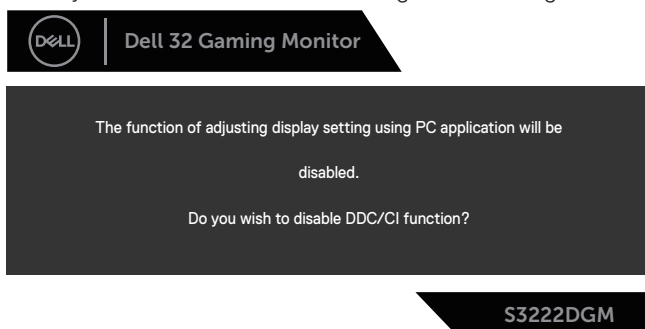 DELL
Dell 32 Gaming Monitor
The function of adjusting display setting using PC application will be
disabled.
Do you wish to disable DDC/CI function?
S3222DGM